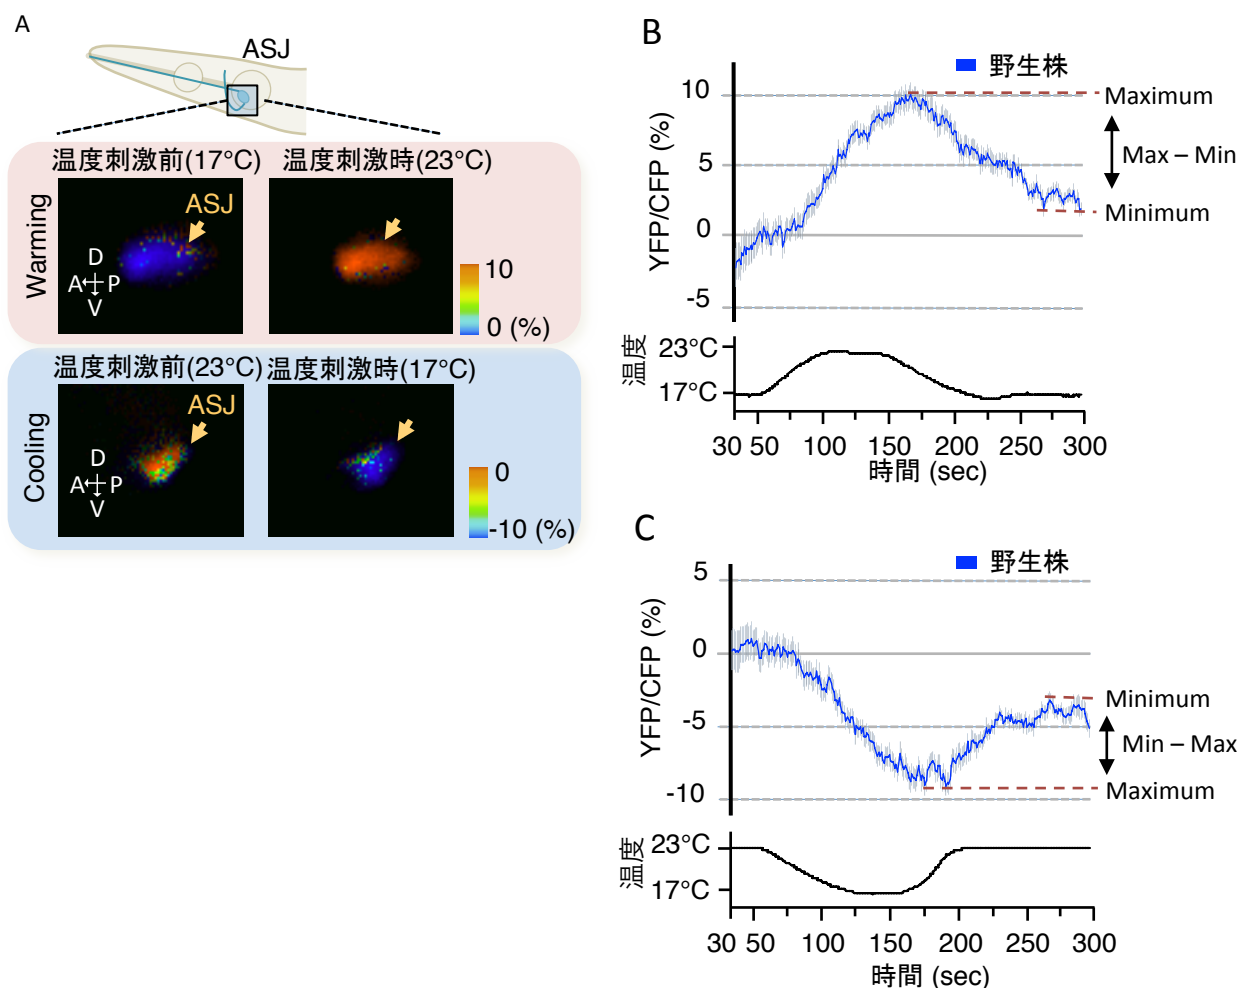 A
ASJ
温度刺激前(17°C)
温度刺激時(23°C)
Warming
ASJ
D
A P
V
10
0 (%)
温度刺激前(23°C)
温度刺激時(17°C)
Cooling
ASJ
D
A P
V
0
-10 (%)
B
野生株
YFP/CFP (%)
10
5
0
-5
Maximum
Max – Min
Minimum
温度
23°C
17°C
30 50 100 150 200 250 300
時間 (sec)
C
野生株
YFP/CFP (%)
5
0
-5
-10
Minimum
Min – Max
Maximum
温度
23°C
17°C
30 50 100 150 200 250 300
時間 (sec)